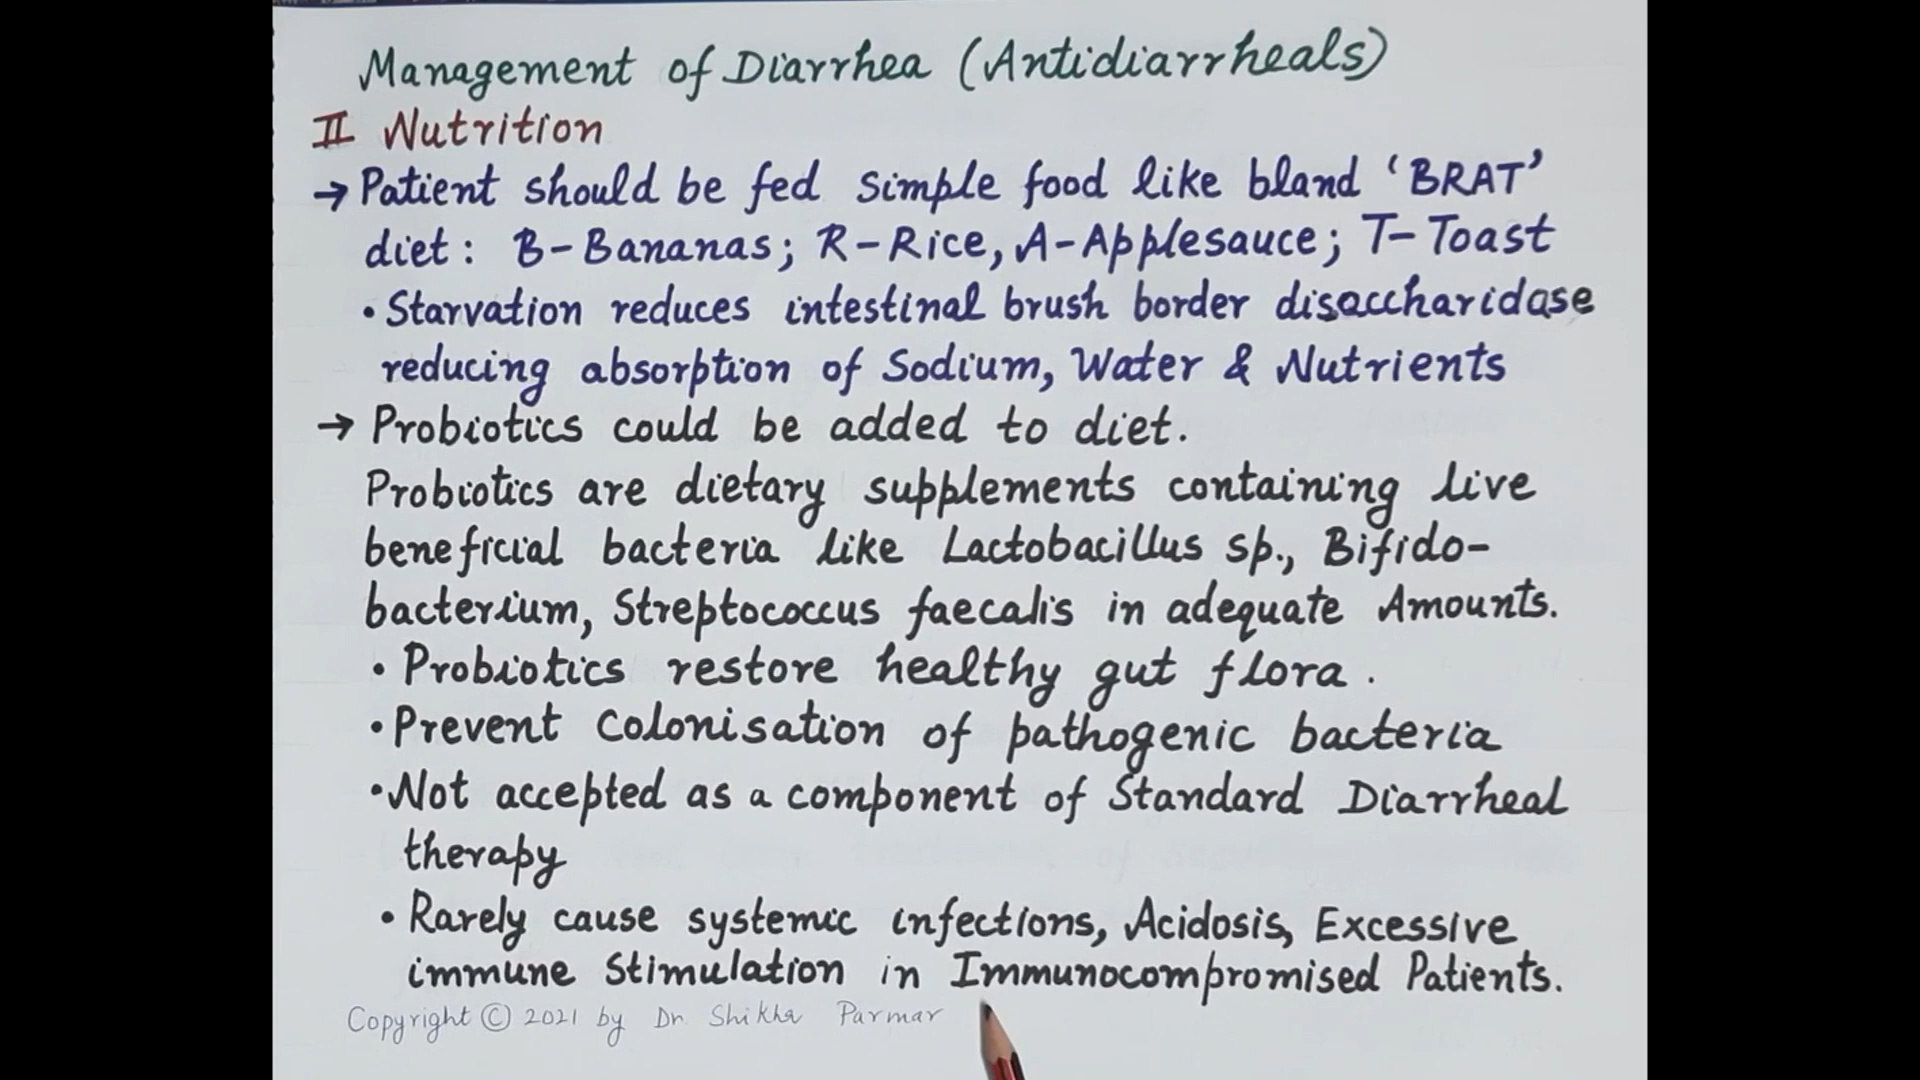 Management of Diarrhea (Antidiarrheals)
II Nutrition
→ Patient should be fed simple food like bland ‘BRAT’
diet: B-Bananas; R-Rice, A-Applesauce; T-Toast
• Starvation reduces intestinal brush border disaccharidase
reducing absorption of Sodium, Water & Nutrients
→ Probiotics could be added to diet.
Probiotics are dietary supplements containing live
beneficial bacteria like Lactobacillus sp., Bifido-
bacterium, Streptococcus faecalis in adequate Amounts.
• Probiotics restore healthy gut flora.
• Prevent Colonisation of pathogenic bacteria
• Not accepted as a component of Standard Diarrheal
therapy
• Rarely cause systemic infections, Acidosis, Excessive
immune Stimulation in Immunocompromised Patients.
Copyright © 2021 by Dr Shikha Parmar